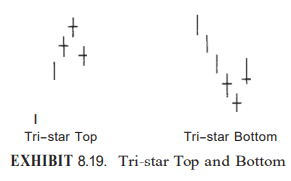 Tri-star Top
Tri-star Bottom
EXHIBIT 8.19. Tri-star Top and Bottom